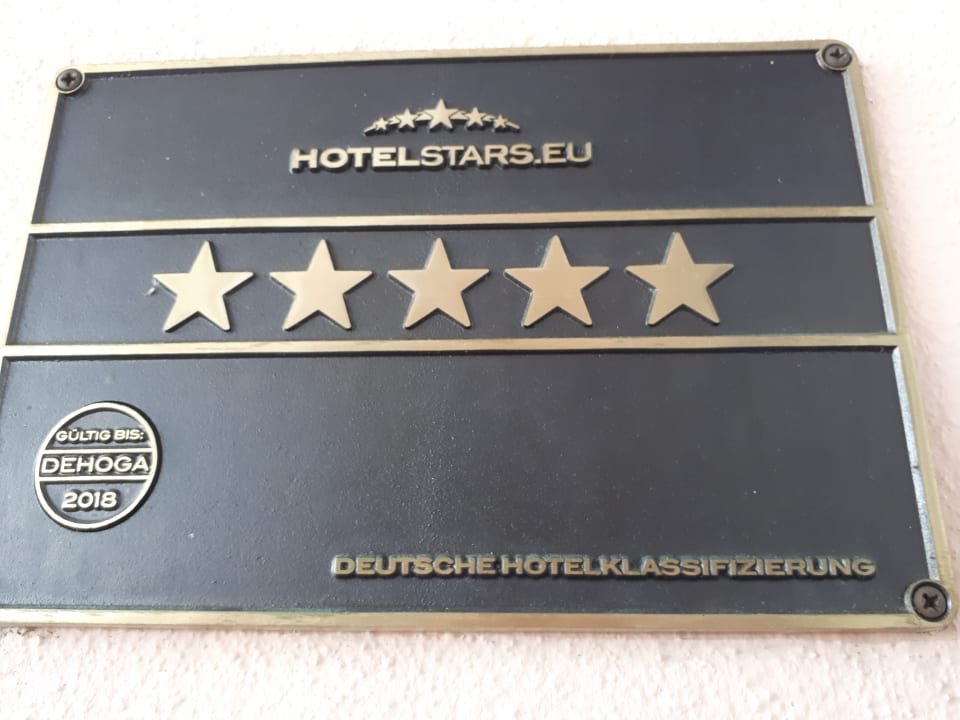 HOTELSTARS.EU
GÜLTIG BIS:
DEHOGA
2018
DEUTSCHE HOTELKLASSIFIZIERUNG